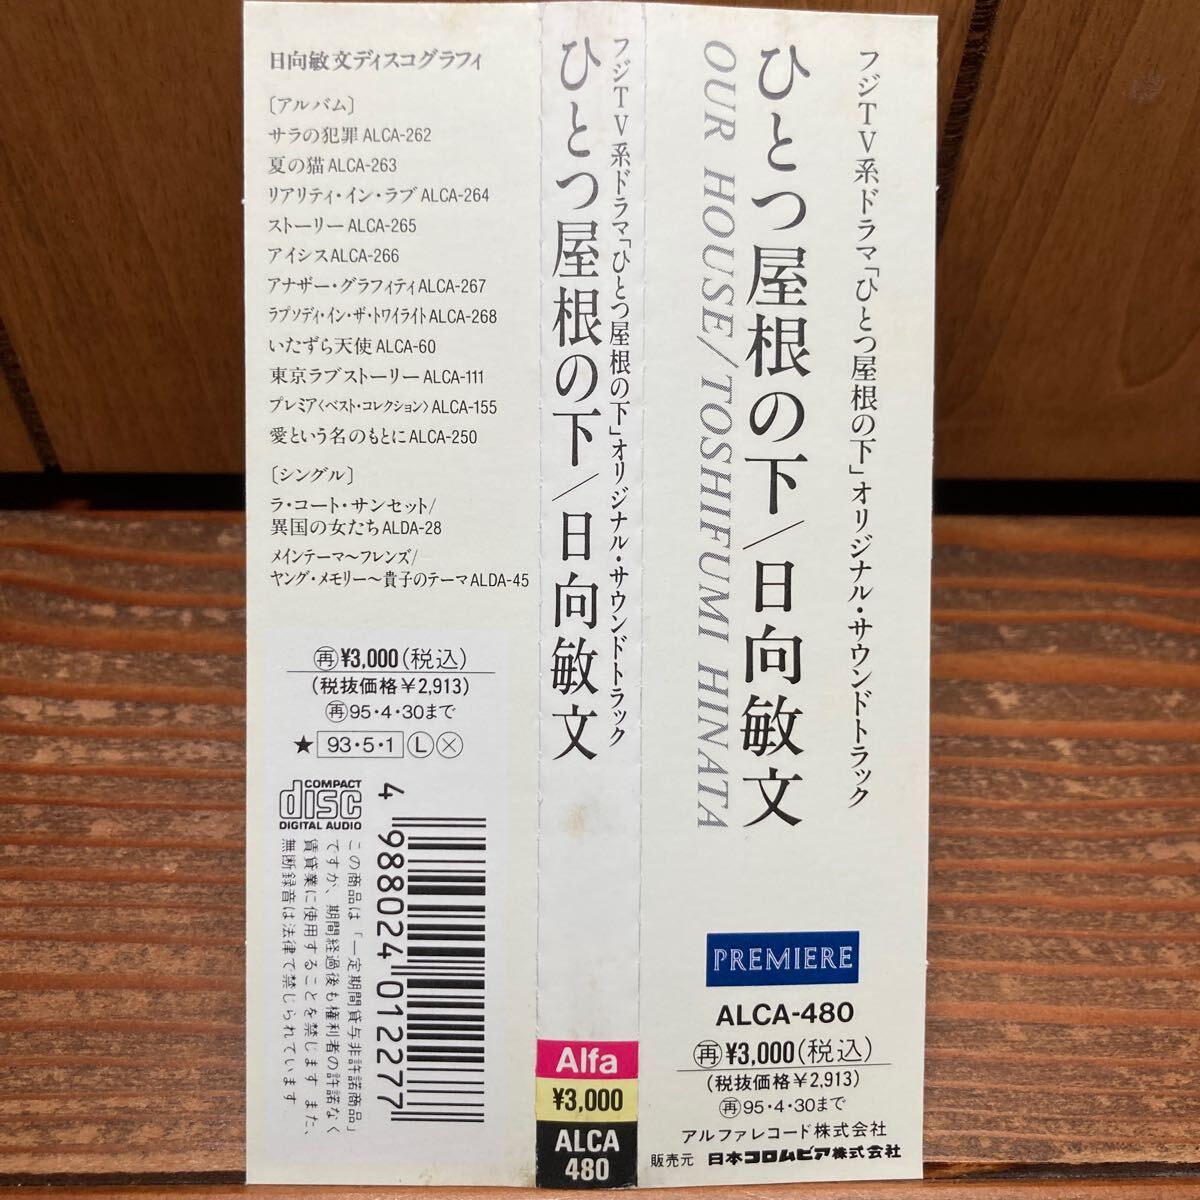 日向敏文ディスコグラフィ
〔アルバム〕
サラの犯罪 ALCA-262
夏の猫 ALCA-263
リアリティ・イン・ラブ ALCA-264
ストーリー ALCA-265
アイシス ALCA-266
アナザー・グラフィティ ALCA-267
ラプソディ・イン・ザ・トワイライト ALCA-268
いたずら天使 ALCA-60
東京ラブストーリー ALCA-111
プレミア〈ベスト・コレクション〉 ALCA-155
愛という名のもとに ALCA-250
〔シングル〕
ラ・コート・サンセット/
異国の女たち ALDA-28
メインテーマ〜フレンズ/
ヤング・メモリー〜貴子のテーマ ALDA-45
㊢¥3,000(税込)
(税抜価格¥2,913)
再95・4・30まで
★ 93・5・1 Ⓛ Ⓧ
COMPACT
disc
DIGITAL AUDIO
4 988024 012277
この商品は「一定期間貸与非許諾商品」
ですが、期間経過後も権利者の許諾なく
賃貸業に使用することを禁じます また、
無断録音は法律で禁じられています
フジTV系ドラマ「ひとつ屋根の下」オリジナル・サウンドトラック
ひとつ屋根の下/日向敏文
Alfa
¥3,000
ALCA
480
フジTV系ドラマ「ひとつ屋根の下」オリジナル・サウンドトラック
ひとつ屋根の下/日向敏文
OUR HOUSE/TOSHIFUMI HINATA
PREMIERE
ALCA-480
再¥3,000(税込)
(税抜価格¥2,913)
再95・4・30まで
アルファレコード株式会社
販売元 日本コロムビア株式会社